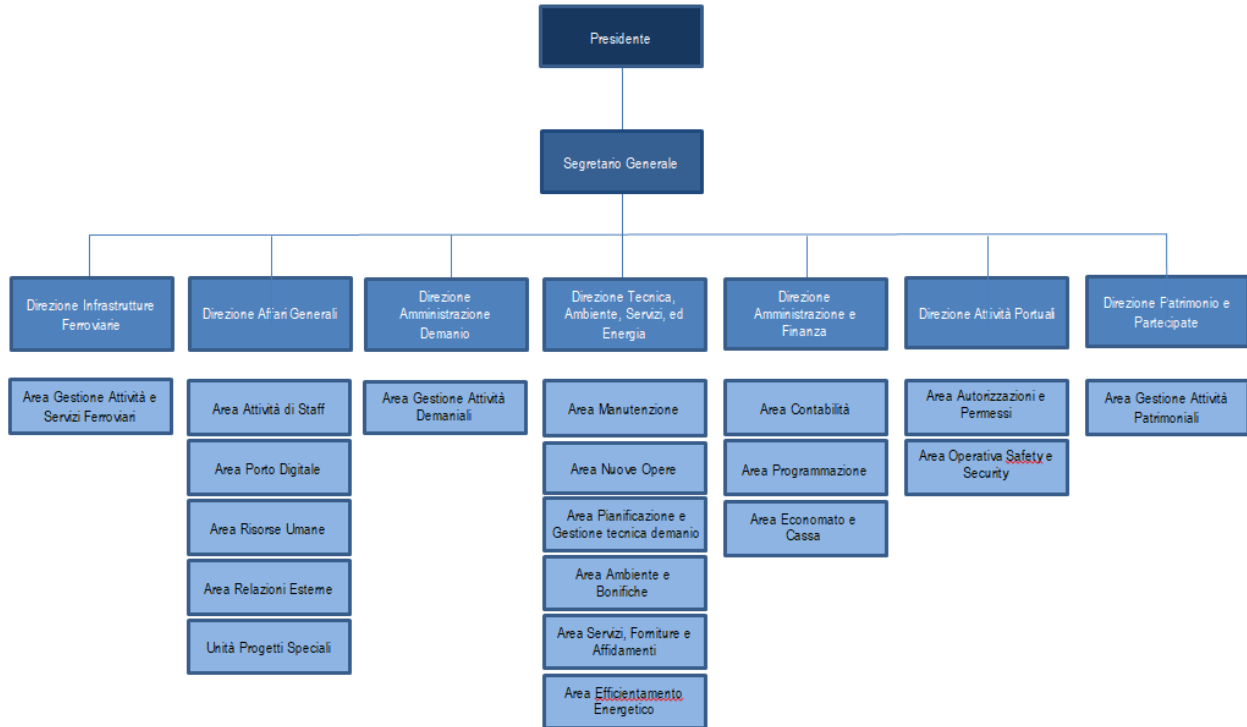 Presidente
Segretario Generale
Direzione Infrastrutture
Ferroviarie
Direzione Affari Generali
Direzione
Amministrazione
Demanio
Direzione Tecnica,
Ambiente, Servizi, ed
Energia
Direzione
Amministrazione e
Finanza
Direzione Attività Portuali
Direzione Patrimonio e
Partecipate
Area Gestione Attività e
Servizi Ferroviari
Area Attività di Staff
Area Porto Digitale
Area Risorse Umane
Area Relazioni Esterne
Unità Progetti Speciali
Area Gestione Attività
Demaniali
Area Manutenzione
Area Nuove Opere
Area Pianificazione e
Gestione tecnica demanio
Area Ambiente e
Bonifiche
Area Servizi, Forniture e
Affidamenti
Area Efficientamento
Energetico
Area Contabilità
Area Programmazione
Area Economato e
Cassa
Area Autorizzazioni e
Permessi
Area Operativa Safety e
Security
Area Gestione Attività
Patrimoniali